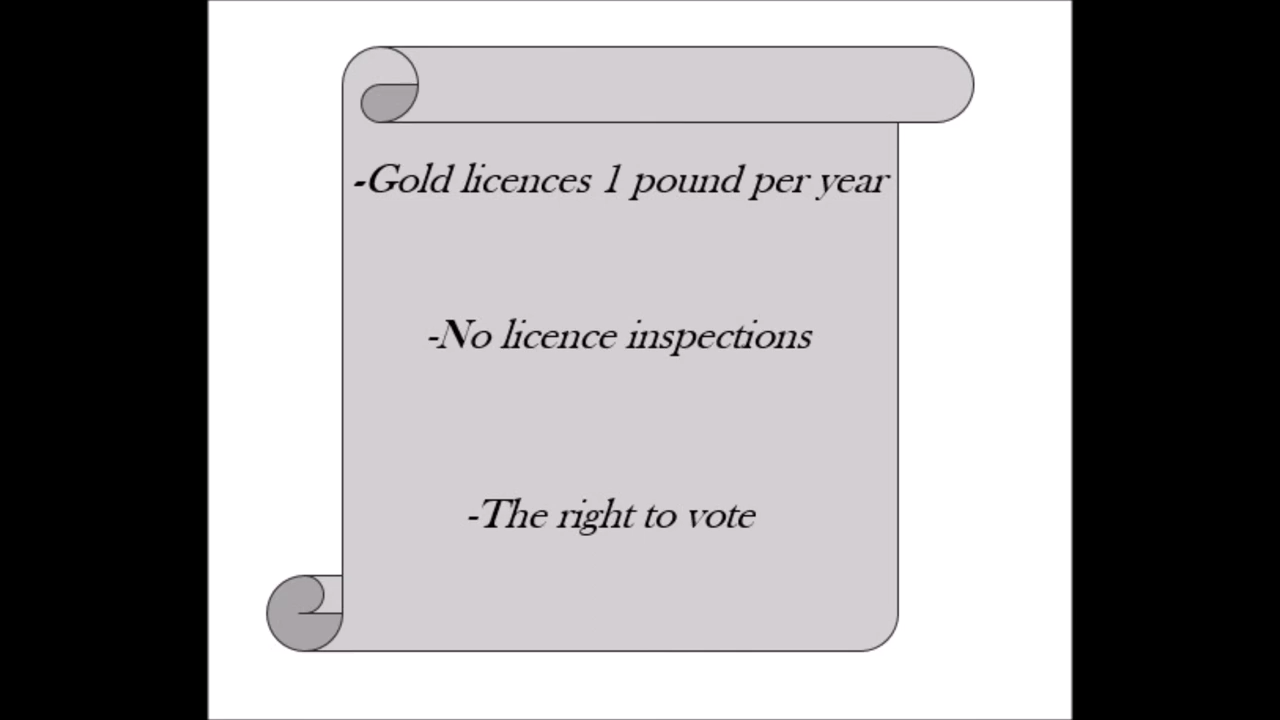 -Gold licences 1 pound per year
-No licence inspections
-The right to vote